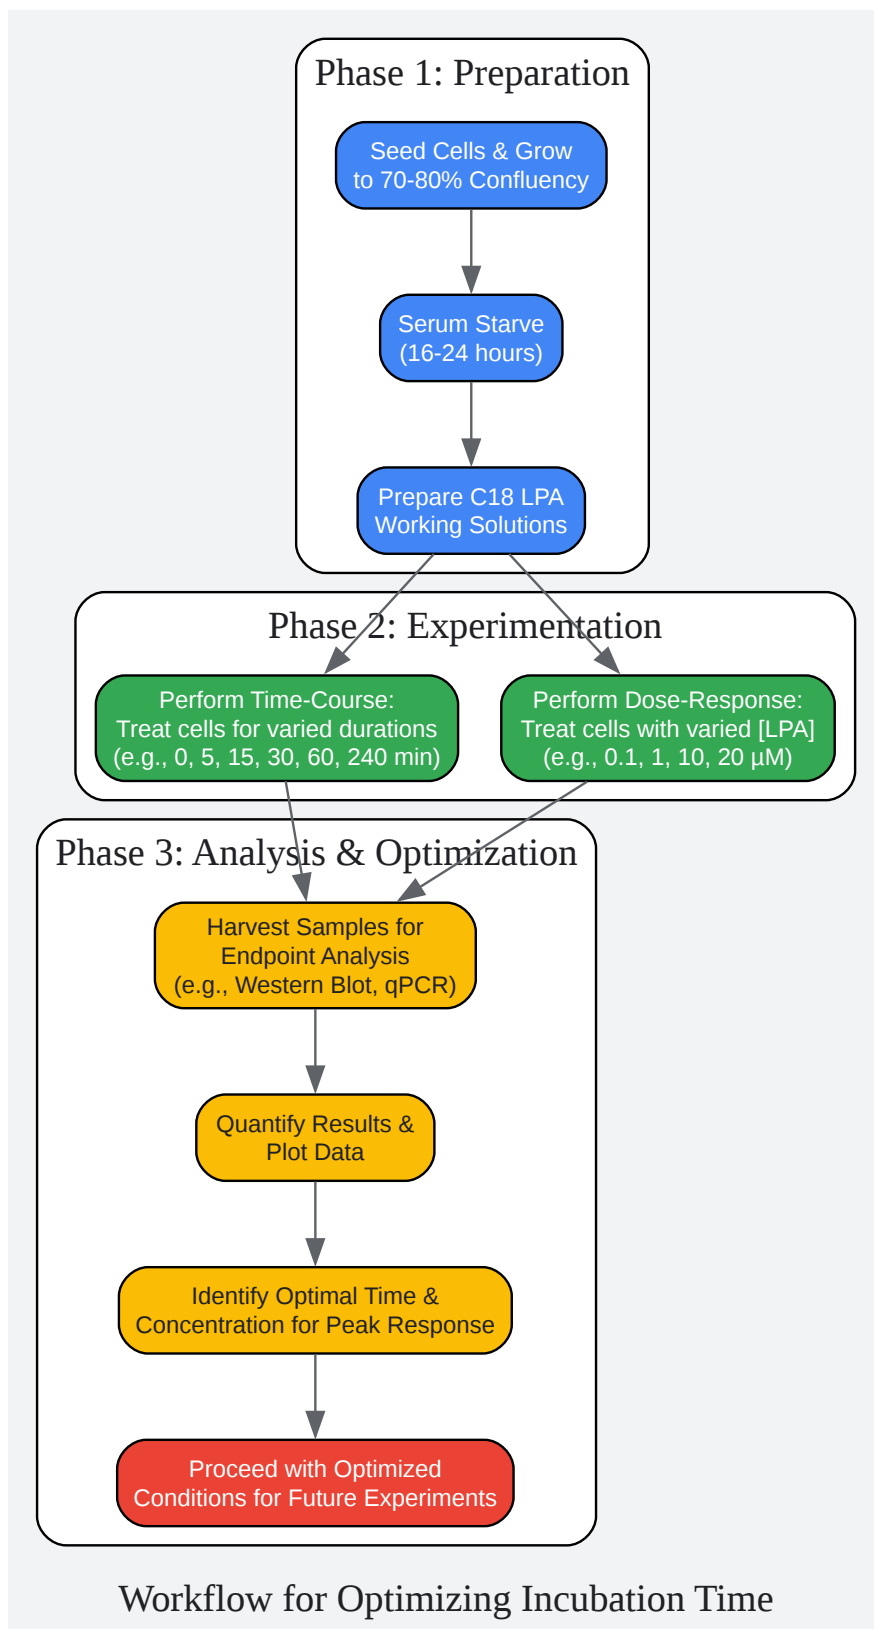 Phase 1: Preparation
Seed Cells & Grow
to 70-80% Confluency
Serum Starve
(16-24 hours)
Prepare C18 LPA
Working Solutions
Phase 2: Experimentation
Perform Time-Course:
Treat cells for varied durations
(e.g., 0, 5, 15, 30, 60, 240 min)
Perform Dose-Response:
Treat cells with varied [LPA]
(e.g., 0.1, 1, 10, 20 µM)
Phase 3: Analysis & Optimization
Harvest Samples for
Endpoint Analysis
(e.g., Western Blot, qPCR)
Quantify Results &
Plot Data
Identify Optimal Time &
Concentration for Peak Response
Proceed with Optimized
Conditions for Future Experiments
Workflow for Optimizing Incubation Time